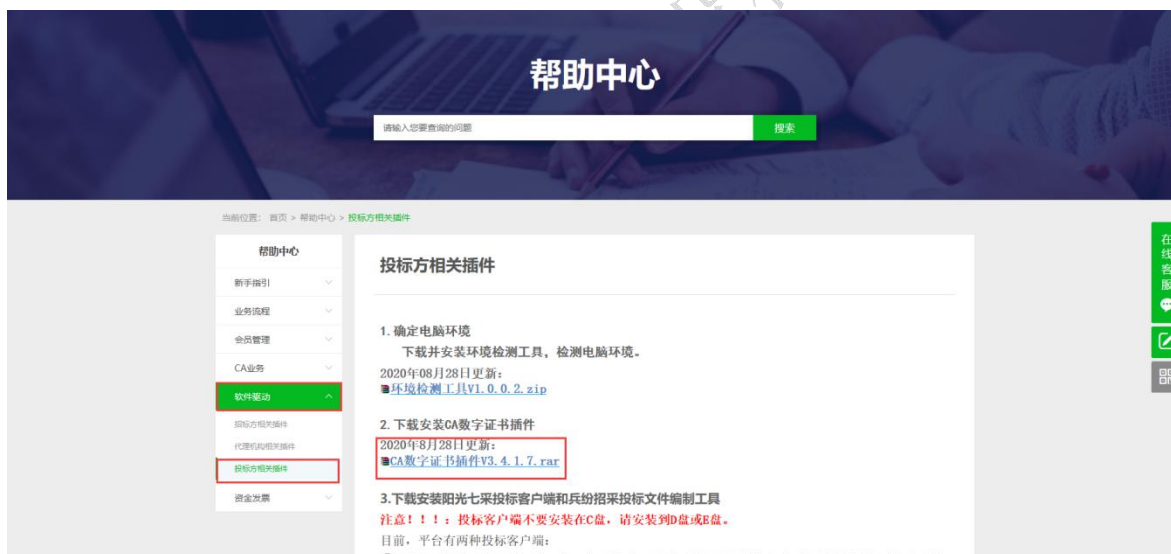 帮助中心
请输入您要查询的问题
搜索
当前位置： 首页 > 帮助中心 > 投标方相关插件
帮助中心
新手指引
业务流程
会员管理
CA业务
软件驱动
招标方相关插件
代理机构相关插件
投标方相关插件
资金发票
投标方相关插件
1. 确定电脑环境
下载并安装环境检测工具，检测电脑环境。
2020年08月28日更新：
环境检测工具V1.0.0.2.zip
2. 下载安装CA数字证书插件
2020年8月28日更新：
CA数字证书插件V3.4.1.7.rar
3.下载安装阳光七采投标客户端和兵纷招采投标文件编制工具
注意！！！：投标客户端不要安装在C盘，请安装到D盘或E盘。
目前，平台有两种投标客户端：
在线客服